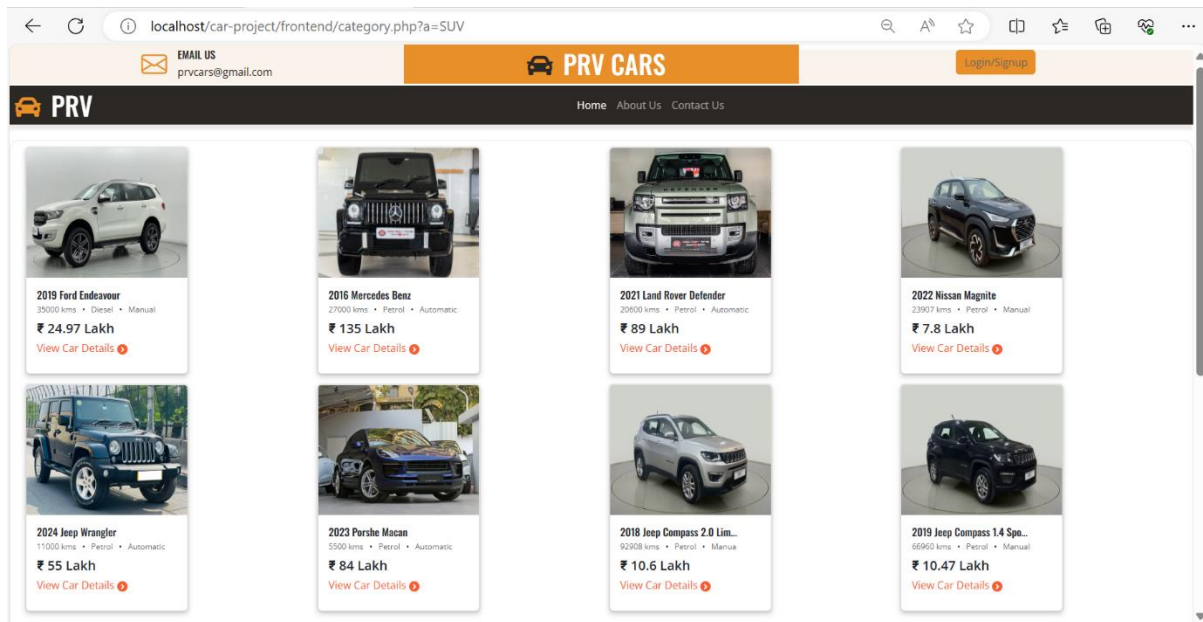 localhost/car-project/frontend/category.php?a=SUV
EMAIL US
prvcars@gmail.com
PRV CARS
Login/Signup
PRV
Home About Us Contact Us
2019 Ford Endeavour
35000 kms • Diesel • Manual
₹ 24.97 Lakh
View Car Details
2016 Mercedes Benz
27000 kms • Petrol • Automatic
₹ 135 Lakh
View Car Details
2021 Land Rover Defender
20600 kms • Petrol • Automatic
₹ 89 Lakh
View Car Details
2022 Nissan Magnite
23907 kms • Petrol • Manual
₹ 7.8 Lakh
View Car Details
2024 Jeep Wrangler
11000 kms • Petrol • Automatic
₹ 55 Lakh
View Car Details
2023 Porshe Macan
5500 kms • Petrol • Automatic
₹ 84 Lakh
View Car Details
2018 Jeep Compass 2.0 Lim...
92908 kms • Petrol • Manua
₹ 10.6 Lakh
View Car Details
2019 Jeep Compass 1.4 Spo...
66960 kms • Petrol • Manual
₹ 10.47 Lakh
View Car Details